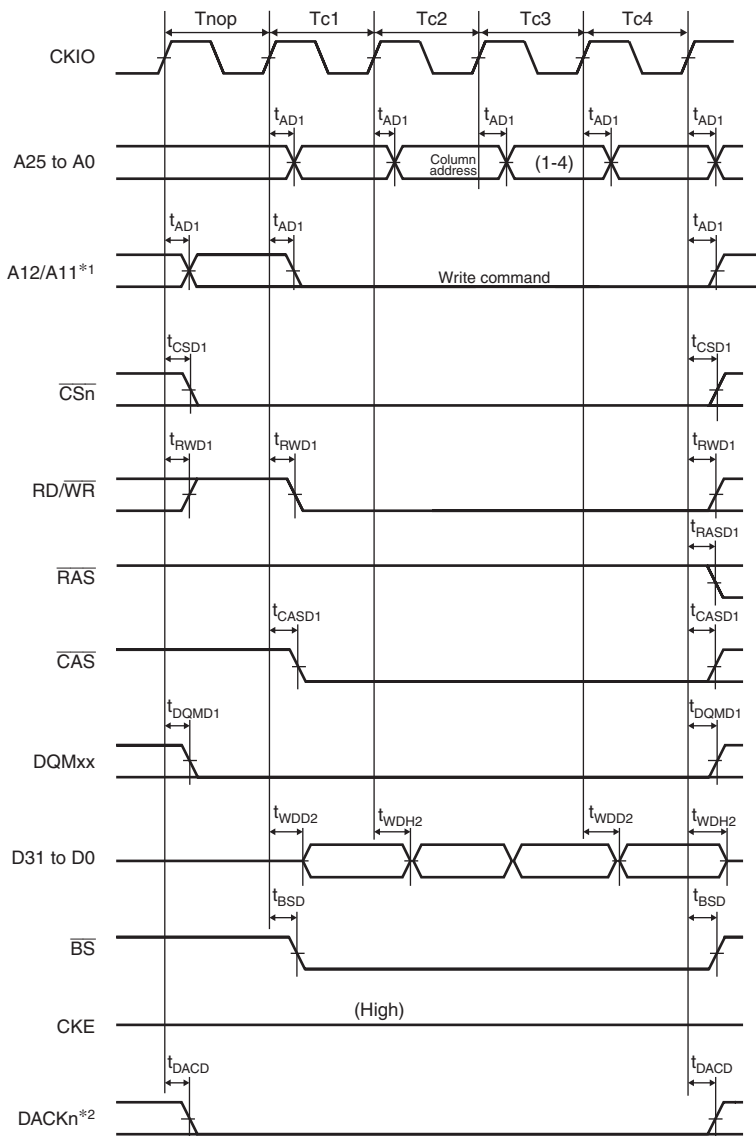 Tnop Tc1 Tc2 Tc3 Tc4
CKIO
tAD1 tAD1 tAD1 tAD1 tAD1
A25 to A0
Column address
(1-4)
tAD1 tAD1 tAD1
A12/A11*1
Write command
tCSD1 tCSD1
CSn
tRWD1 tRWD1 tRWD1
RD/WR
tRASD1
RAS
tCASD1 tCASD1
CAS
tDQMD1 tDQMD1
DQMxx
tWDD2 tWDH2 tWDD2 tWDH2
D31 to D0
tBSD tBSD
BS
(High)
CKE
tDACD tDACD
DACKn*2